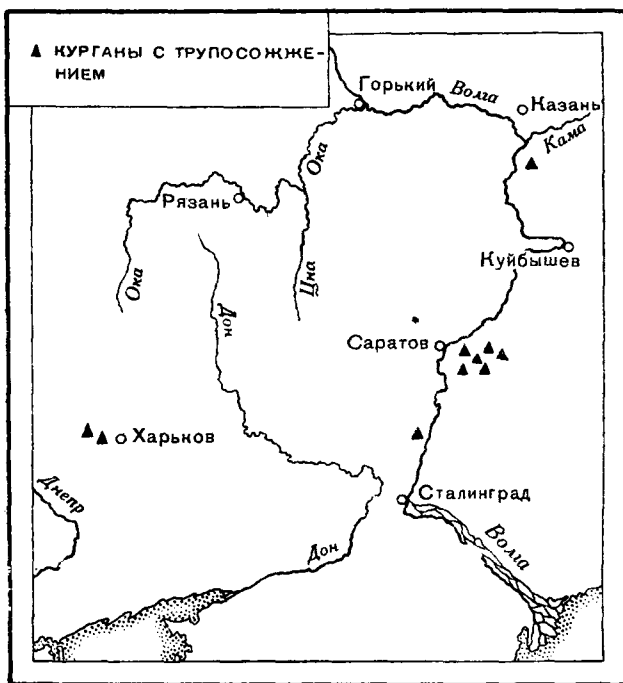 КУРГАНЫ С ТРУПОСОЖЖЕ-
НИЕМ
Горький
Волга
Казань
Кама
Ока
Рязань
Куйбышев
Ока
Цна
Дон
Саратов
Харьков
Днепр
Сталинград
Волга
Дон